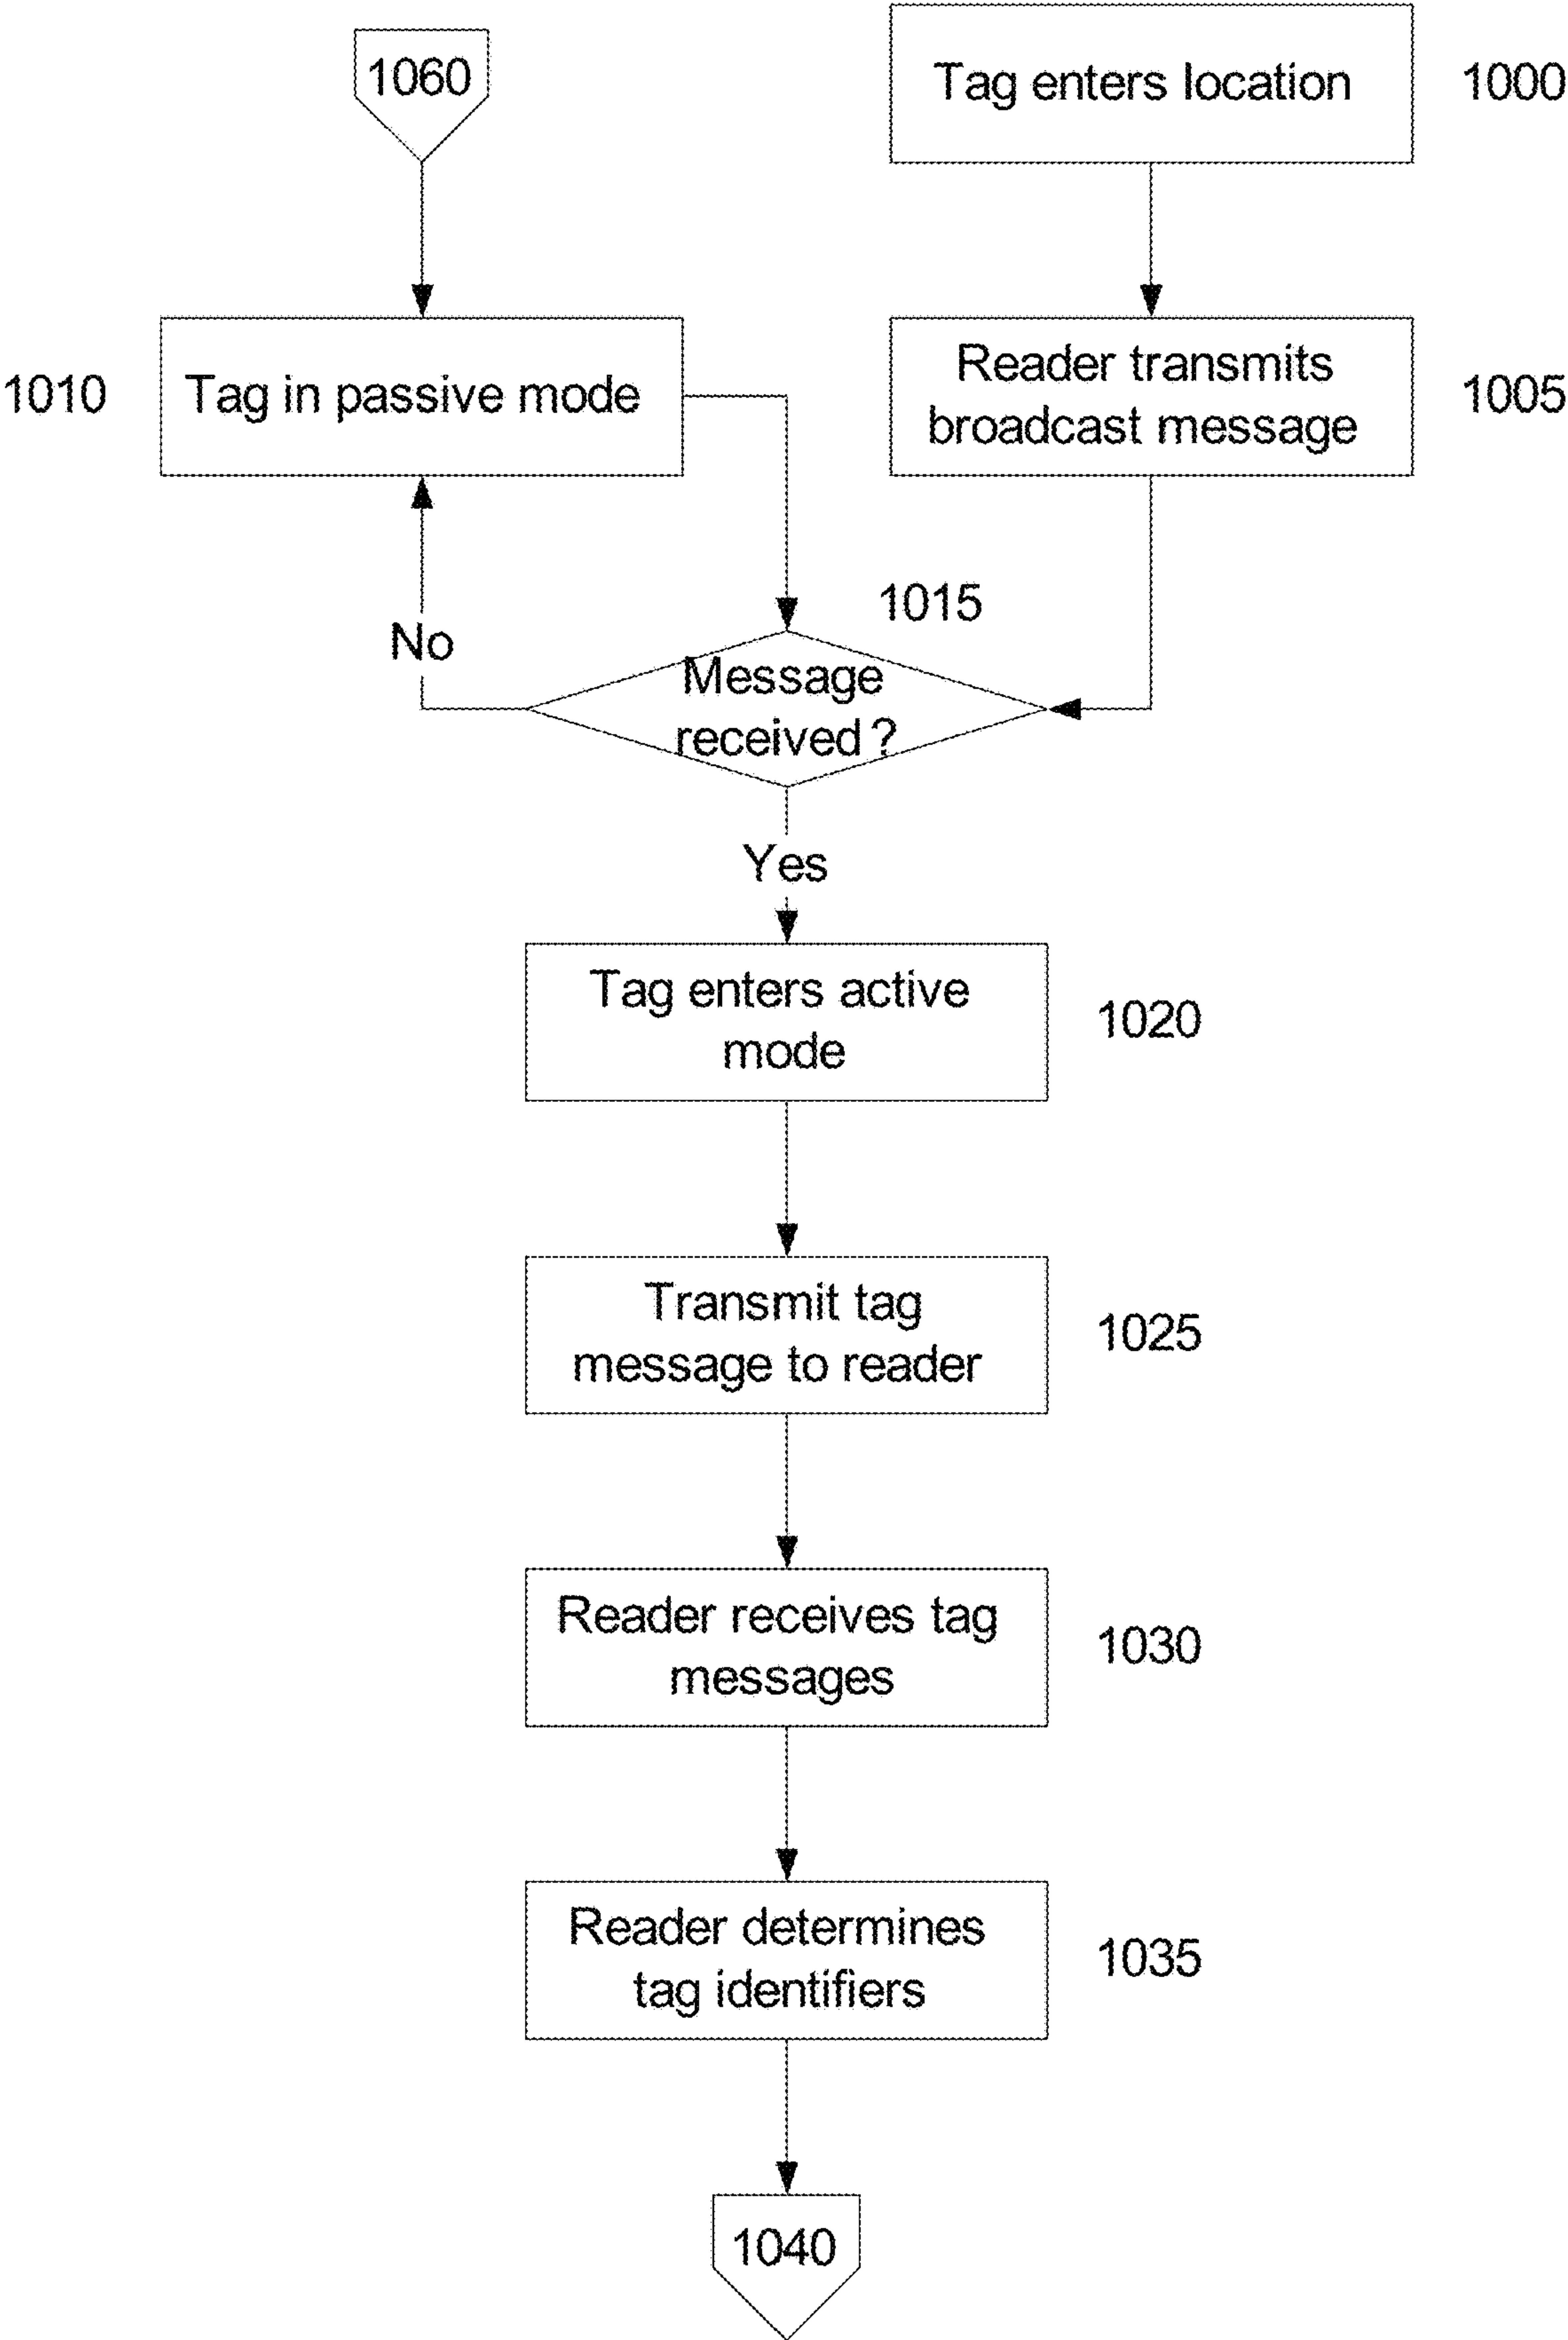 1060
Tag enters location
1000
1010
Tag in passive mode
Reader transmits
broadcast message
1005
No
1015
Message
received ?
Yes
Tag enters active
mode
1020
Transmit tag
message to reader
1025
Reader receives tag
messages
1030
Reader determines
tag identifiers
1035
1040